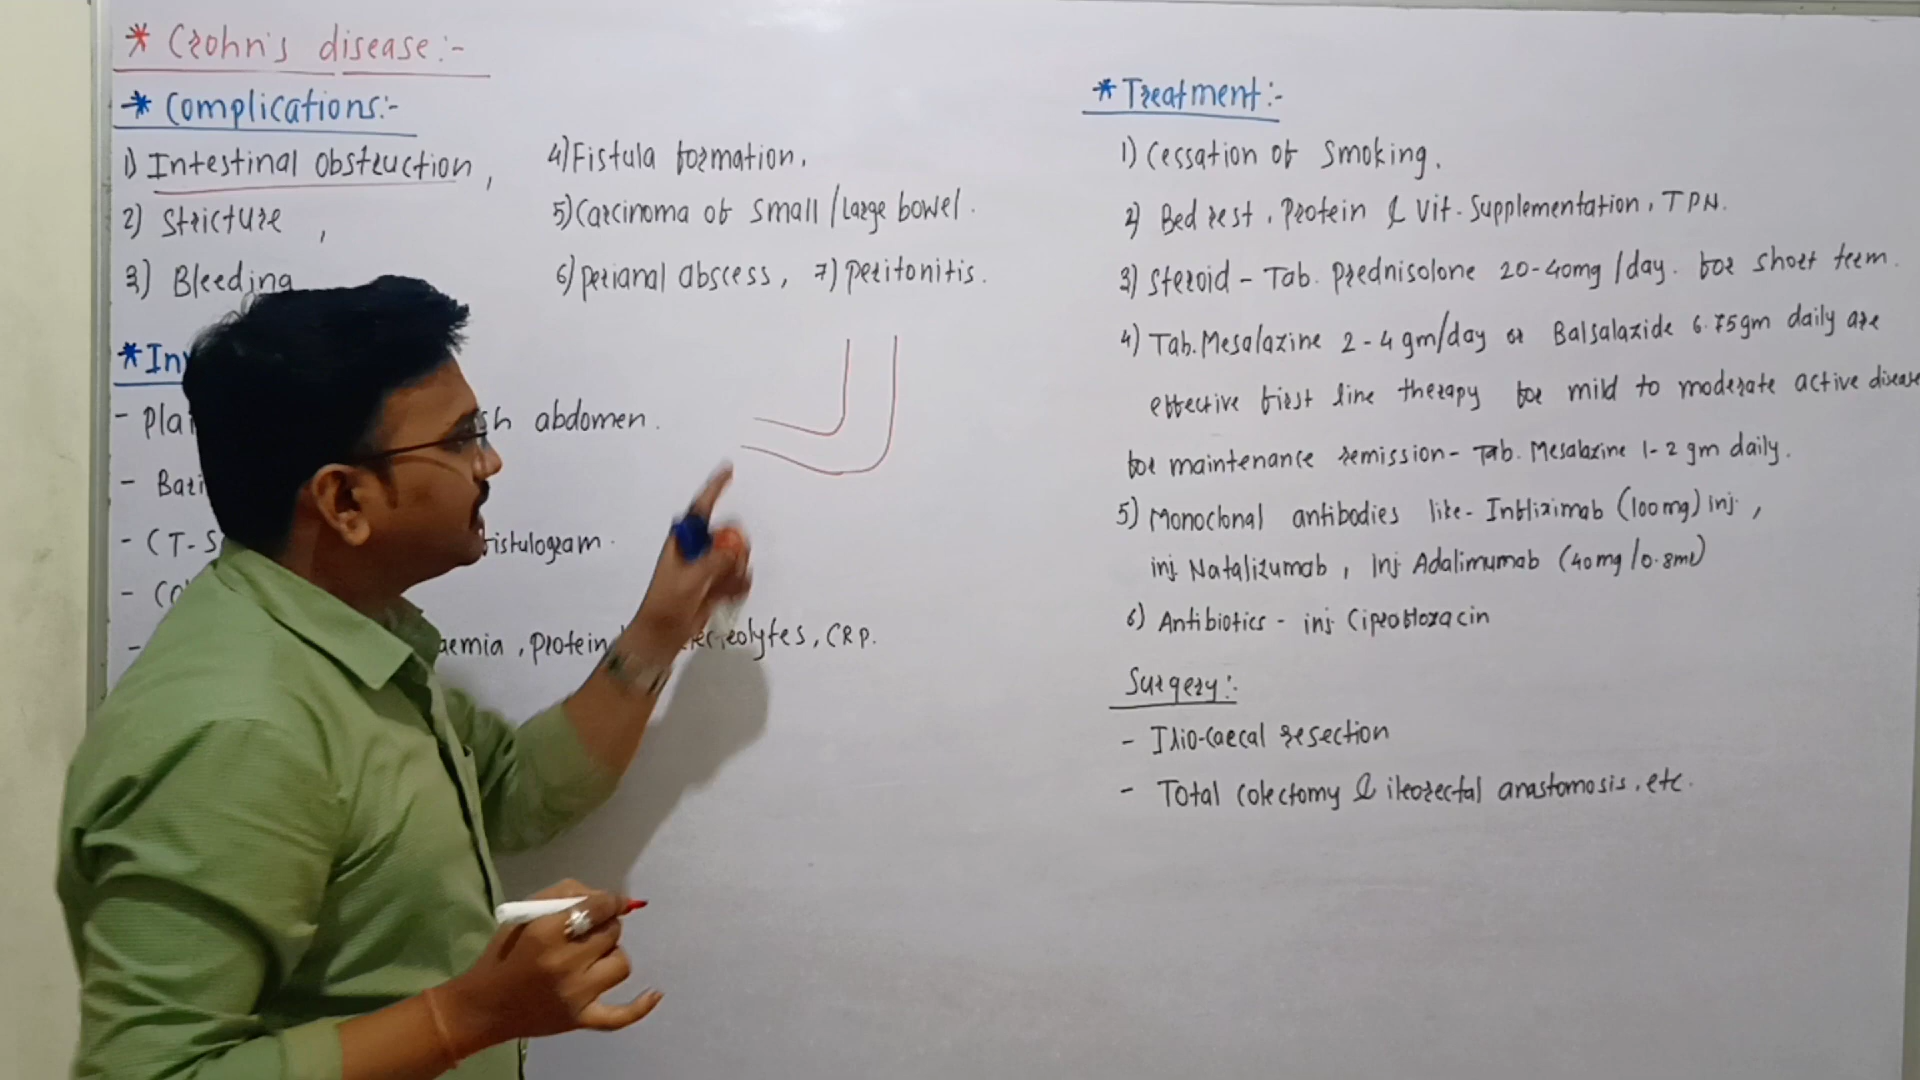 * Crohn's disease:-
* Complications:-
1) Intestinal obstruction,
2) Stricture,
3) Bleeding
4) Fistula formation.
5) Carcinoma of small / large bowel.
6) perianal abscess, 7) peritonitis.
- abdomen.
- fistulogram.
- protein, CRP.
* Treatment:-
1) Cessation of Smoking.
2) Bed rest, Protein & Vit. Supplementation, TPN.
3) Steroid - Tab. Prednisolone 20-40mg/day. for short term.
4) Tab. Mesalazine 2-4 gm/day or Balsalazide 6.75gm daily are
effective first line therapy for mild to moderate active disease
for maintenance remission - Tab. Mesalazine 1-2 gm daily.
5) Monoclonal antibodies like - Infliximab (100mg) inj,
inj. Natalizumab, Inj. Adalimumab (40mg/0.8ml)
6) Antibiotics - inj Ciprofloxacin
Surgery:-
- Ilio-caecal resection
- Total colectomy & ileorectal anastomosis, etc.